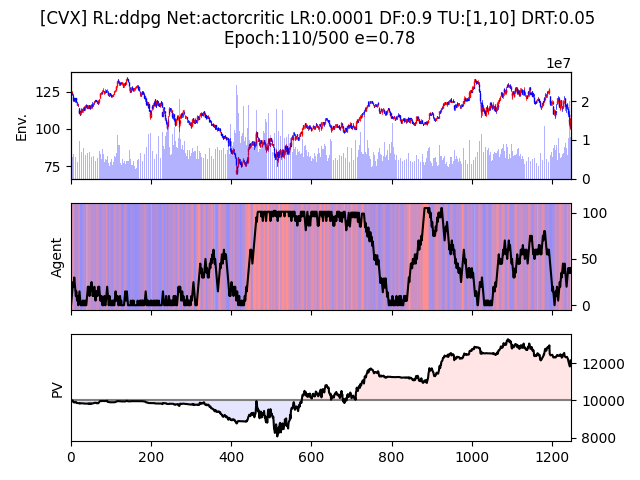 [CVX] RL:ddpg Net:actorcritic LR:0.0001 DF:0.9 TU:[1,10] DRT:0.05
Epoch:110/500 e=0.78
1e7
125
100
75
Env.
2
1
0
Agent
100
50
0
PV
12000
10000
8000
0 200 400 600 800 1000 1200